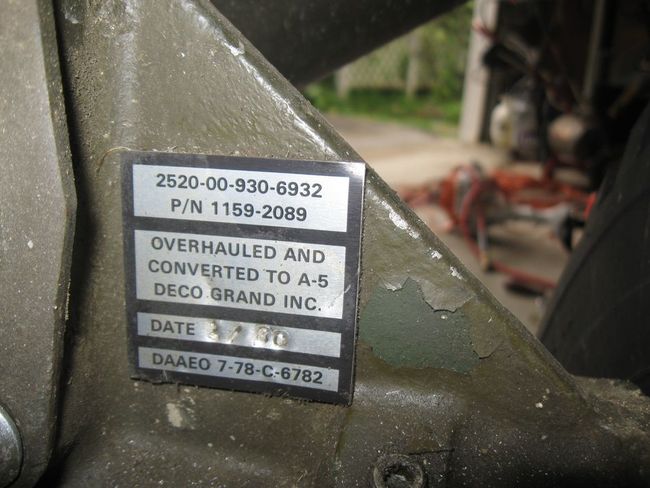 2520-00-930-6932
P/N 1159-2089
OVERHAULED AND
CONVERTED TO A-5
DECO GRAND INC.
DATE
DAAEO 7-78-C-6782